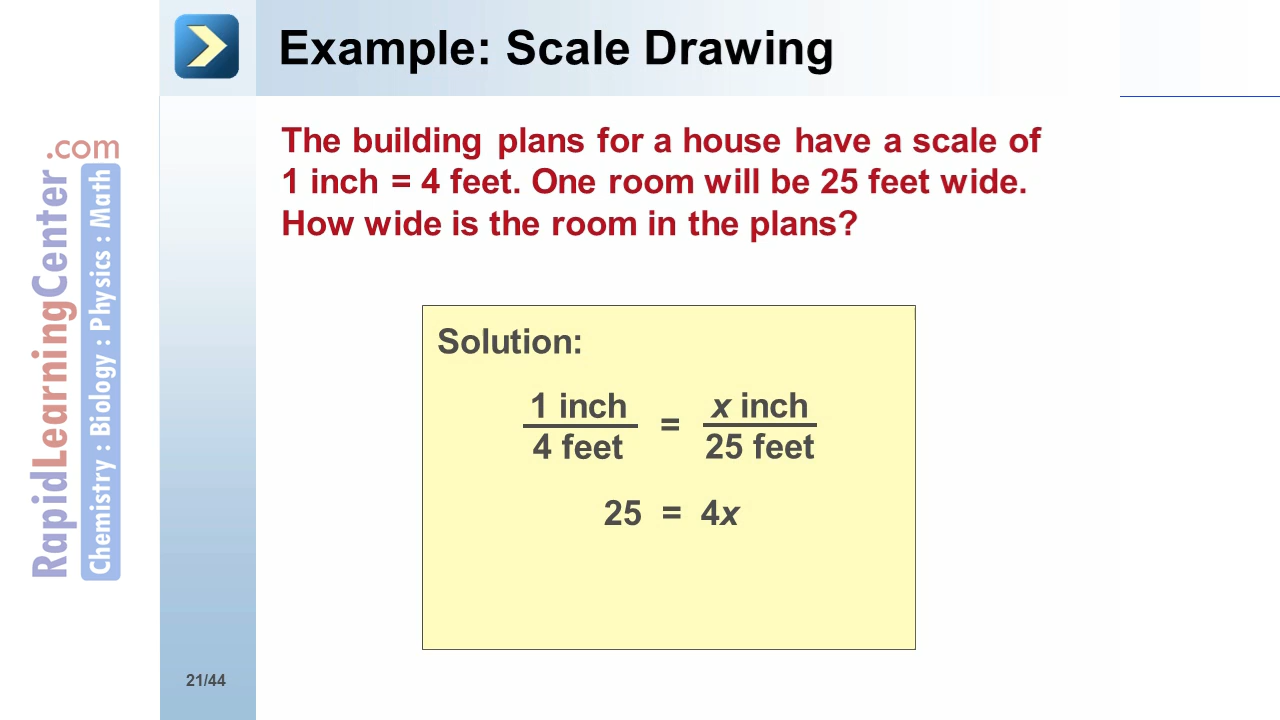 Example: Scale Drawing
The building plans for a house have a scale of
1 inch = 4 feet. One room will be 25 feet wide.
How wide is the room in the plans?
Solution:
1 inch = x inch
4 feet 25 feet
25 = 4x
RapidLearningCenter.com
Chemistry : Biology : Physics : Math
21/44